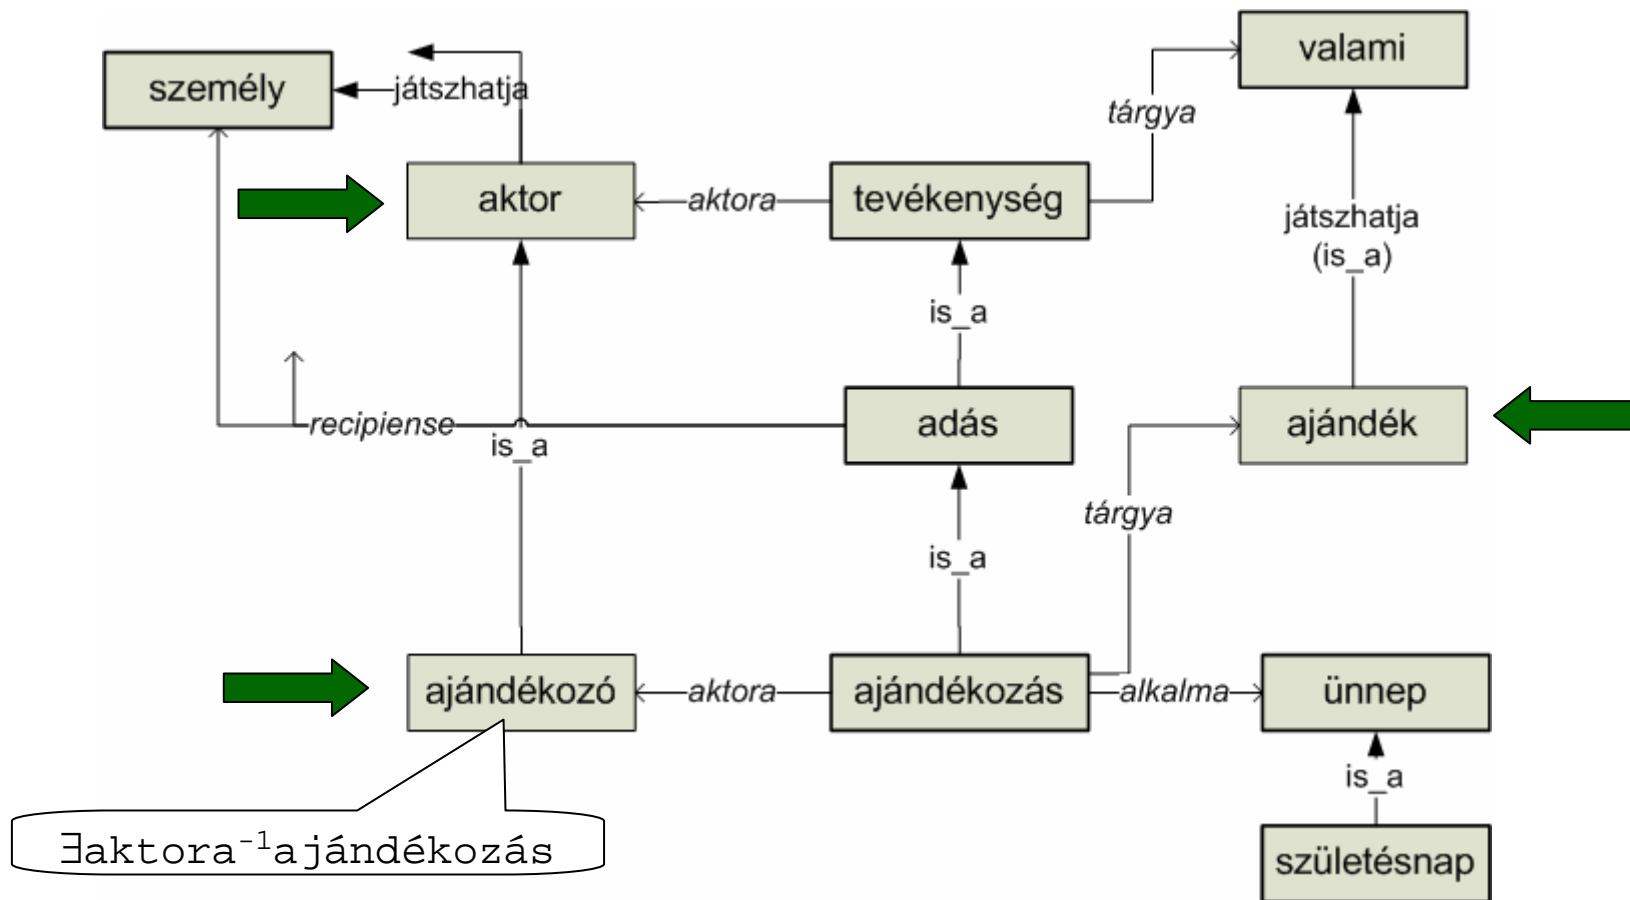 valami
személy
játszhatja
tárgya
aktor
aktora
tevékenység
játszhatja
(is_a)
is_a
recipiense
is_a
adás
ajándék
tárgya
is_a
ajándékozó
aktora
ajándékozás
alkalma
ünnep
is_a
∃aktora⁻¹ajándékozás
születésnap